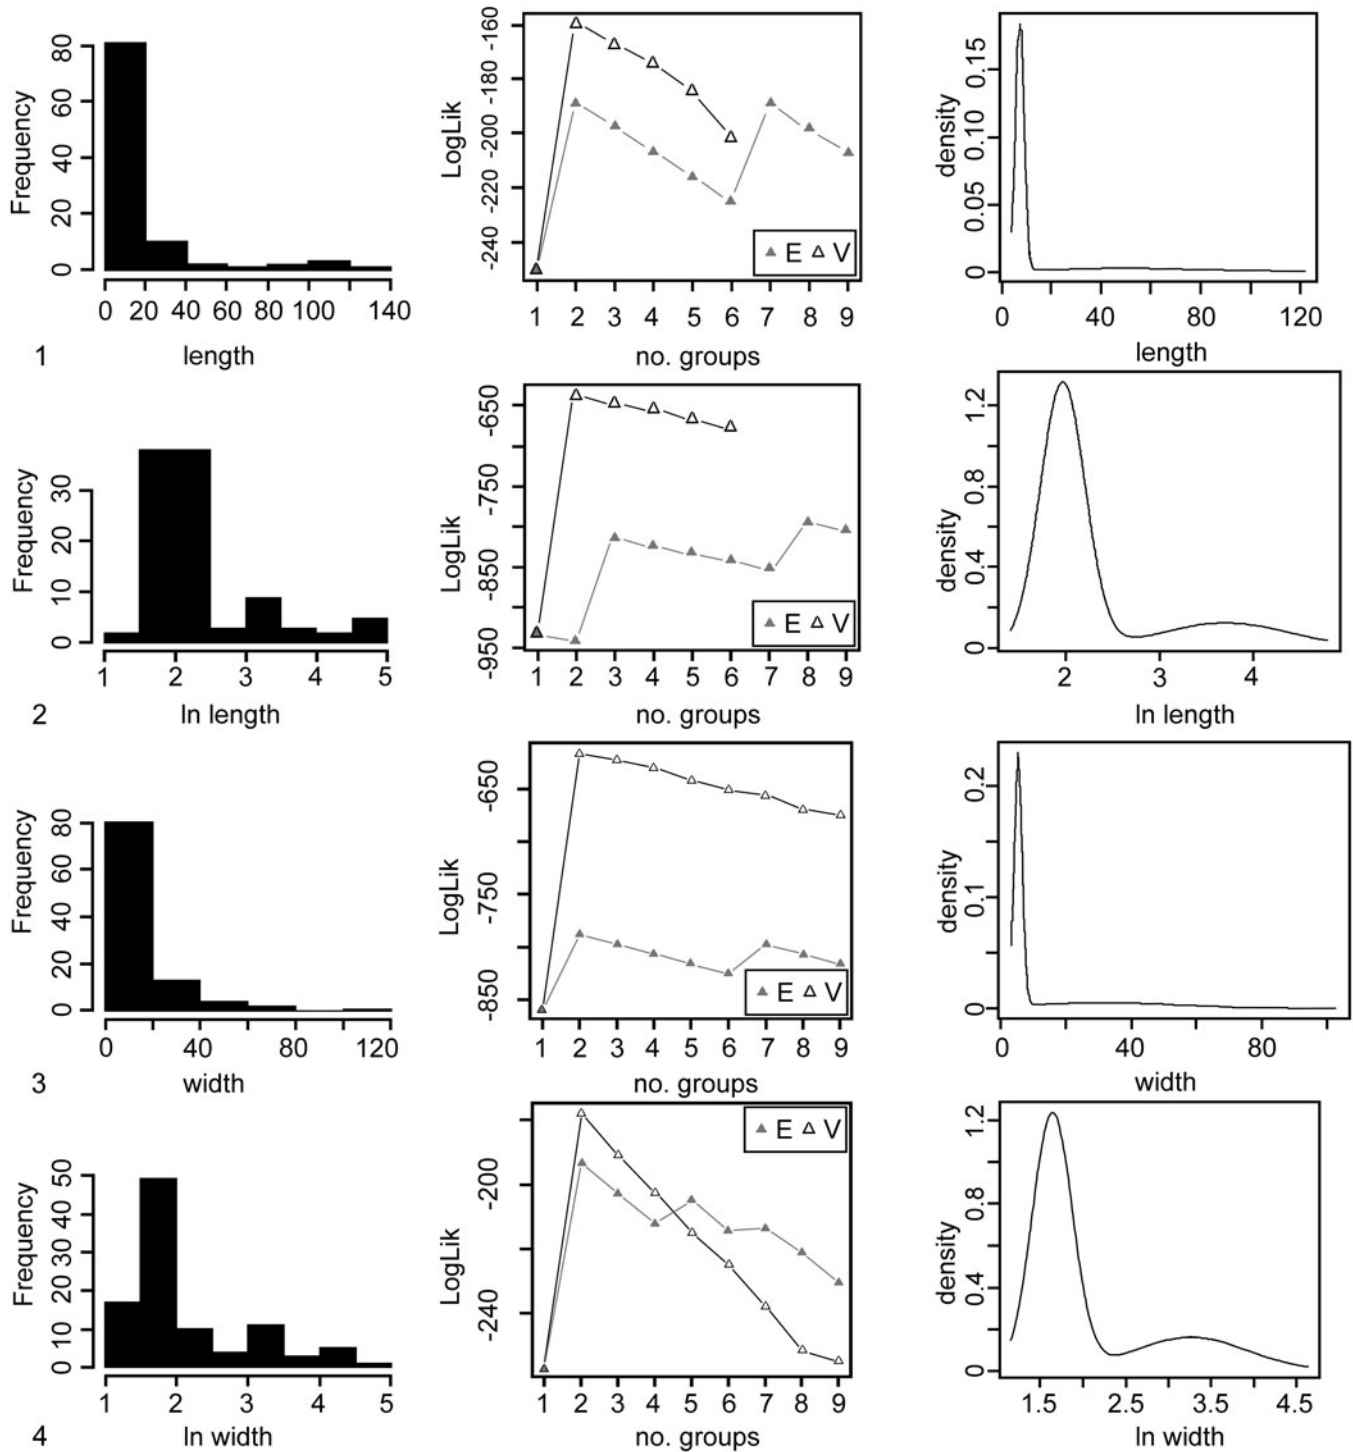 Frequency
80
60
40
20
0
0 20 40 60 80 100 140
length
1
LogLik
-160
-180
-200
-220
-240
E V
1 2 3 4 5 6 7 8 9
no. groups
density
0.15
0.10
0.05
0
0 40 80 120
length
Frequency
30
20
10
0
1 2 3 4 5
ln length
2
LogLik
-650
-750
-850
-950
E V
1 2 3 4 5 6 7 8 9
no. groups
density
1.2
0.8
0.4
0
2 3 4
ln length
Frequency
80
60
40
20
0
0 40 80 120
width
3
LogLik
-650
-750
-850
E V
1 2 3 4 5 6 7 8 9
no. groups
density
0.2
0.1
0
0 40 80
width
Frequency
50
40
30
20
10
0
1 2 3 4 5
ln width
4
LogLik
-200
-240
E V
1 2 3 4 5 6 7 8 9
no. groups
density
1.2
0.8
0.4
0
1.5 2.5 3.5 4.5
ln width